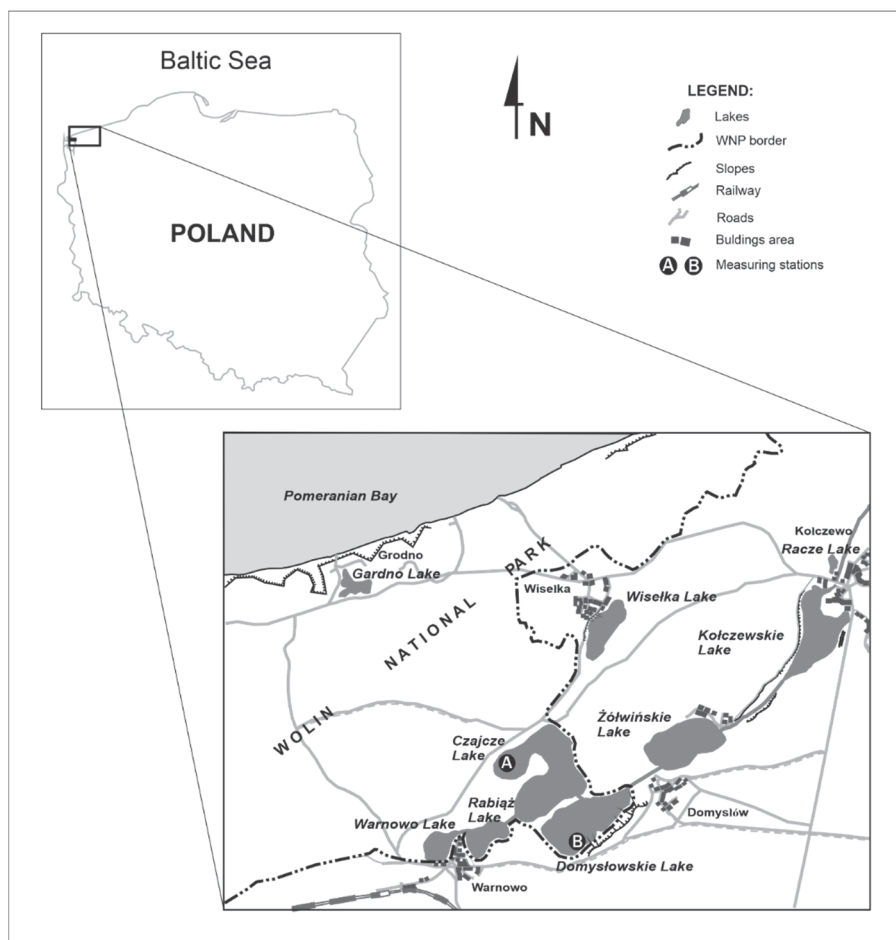 Baltic Sea
POLAND
N
LEGEND:
Lakes
WNP border
Slopes
Railway
Roads
Buldings area
A B Measuring stations
Pomeranian Bay
Grodno
Gardno Lake
WOLIN NATIONAL PARK
Wiselka
Wisełka Lake
Kolczewo
Racze Lake
Kołczewskie
Lake
Żółwińskie
Lake
Czajcze
Lake
A
Rabiąż
Lake
Warnowo Lake
B
Domysłów
Domysłowskie Lake
Warnowo